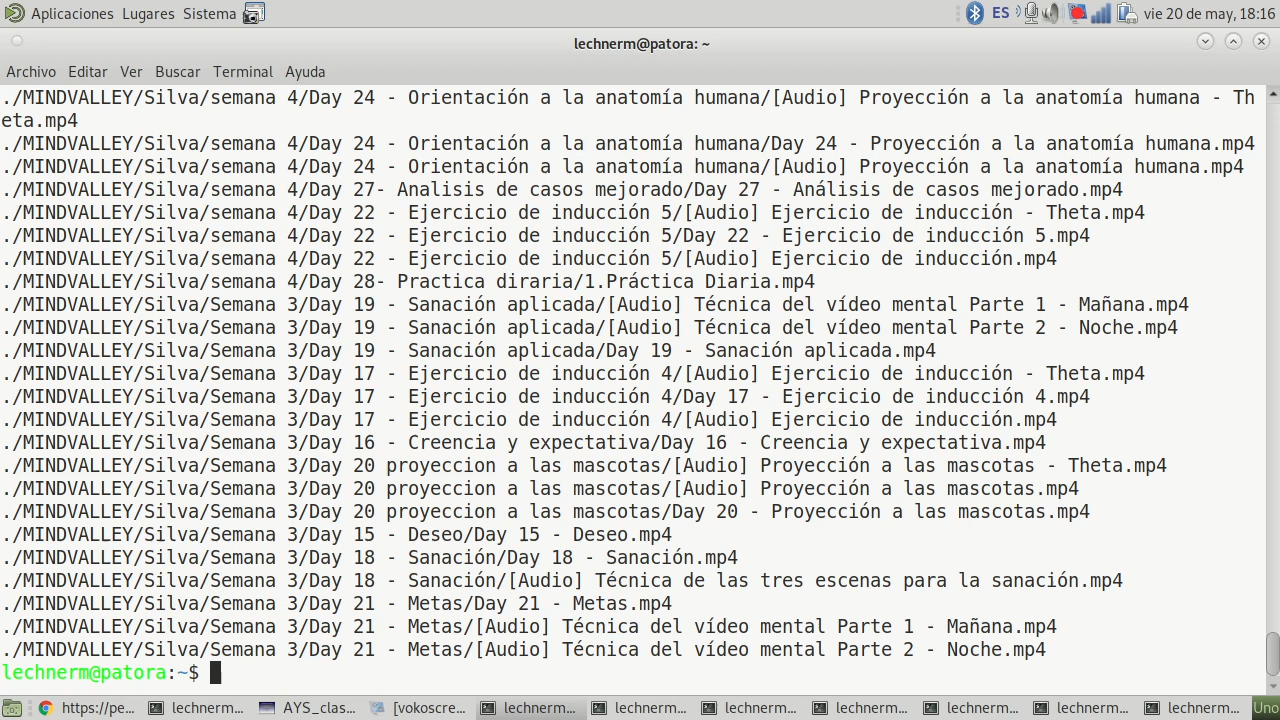 Aplicaciones Lugares Sistema ES vie 20 de may, 18:16
lechnerm@patora: ~
Archivo Editar Ver Buscar Terminal Ayuda
./MINDVALLEY/Silva/semana 4/Day 24 - Orientación a la anatomía humana/[Audio] Proyección a la anatomía humana - Th
eta.mp4
./MINDVALLEY/Silva/semana 4/Day 24 - Orientación a la anatomía humana/Day 24 - Proyección a la anatomía humana.mp4
./MINDVALLEY/Silva/semana 4/Day 24 - Orientación a la anatomía humana/[Audio] Proyección a la anatomía humana.mp4
./MINDVALLEY/Silva/semana 4/Day 27- Analisis de casos mejorado/Day 27 - Análisis de casos mejorado.mp4
./MINDVALLEY/Silva/semana 4/Day 22 - Ejercicio de inducción 5/[Audio] Ejercicio de inducción - Theta.mp4
./MINDVALLEY/Silva/semana 4/Day 22 - Ejercicio de inducción 5/Day 22 - Ejercicio de inducción 5.mp4
./MINDVALLEY/Silva/semana 4/Day 22 - Ejercicio de inducción 5/[Audio] Ejercicio de inducción.mp4
./MINDVALLEY/Silva/semana 4/Day 28- Practica diraria/1.Práctica Diaria.mp4
./MINDVALLEY/Silva/Semana 3/Day 19 - Sanación aplicada/[Audio] Técnica del vídeo mental Parte 1 - Mañana.mp4
./MINDVALLEY/Silva/Semana 3/Day 19 - Sanación aplicada/[Audio] Técnica del vídeo mental Parte 2 - Noche.mp4
./MINDVALLEY/Silva/Semana 3/Day 19 - Sanación aplicada/Day 19 - Sanación aplicada.mp4
./MINDVALLEY/Silva/Semana 3/Day 17 - Ejercicio de inducción 4/[Audio] Ejercicio de inducción - Theta.mp4
./MINDVALLEY/Silva/Semana 3/Day 17 - Ejercicio de inducción 4/Day 17 - Ejercicio de inducción 4.mp4
./MINDVALLEY/Silva/Semana 3/Day 17 - Ejercicio de inducción 4/[Audio] Ejercicio de inducción.mp4
./MINDVALLEY/Silva/Semana 3/Day 16 - Creencia y expectativa/Day 16 - Creencia y expectativa.mp4
./MINDVALLEY/Silva/Semana 3/Day 20 proyeccion a las mascotas/[Audio] Proyección a las mascotas - Theta.mp4
./MINDVALLEY/Silva/Semana 3/Day 20 proyeccion a las mascotas/[Audio] Proyección a las mascotas.mp4
./MINDVALLEY/Silva/Semana 3/Day 20 proyeccion a las mascotas/Day 20 - Proyección a las mascotas.mp4
./MINDVALLEY/Silva/Semana 3/Day 15 - Deseo/Day 15 - Deseo.mp4
./MINDVALLEY/Silva/Semana 3/Day 18 - Sanación/Day 18 - Sanación.mp4
./MINDVALLEY/Silva/Semana 3/Day 18 - Sanación/[Audio] Técnica de las tres escenas para la sanación.mp4
./MINDVALLEY/Silva/Semana 3/Day 21 - Metas/Day 21 - Metas.mp4
./MINDVALLEY/Silva/Semana 3/Day 21 - Metas/[Audio] Técnica del vídeo mental Parte 1 - Mañana.mp4
./MINDVALLEY/Silva/Semana 3/Day 21 - Metas/[Audio] Técnica del vídeo mental Parte 2 - Noche.mp4
lechnerm@patora:~$
https://pe... lechnerm... AYS_clas... [vokoscre... lechnerm... lechnerm... lechnerm... lechnerm... lechnerm... lechnerm... lechnerm... Uno